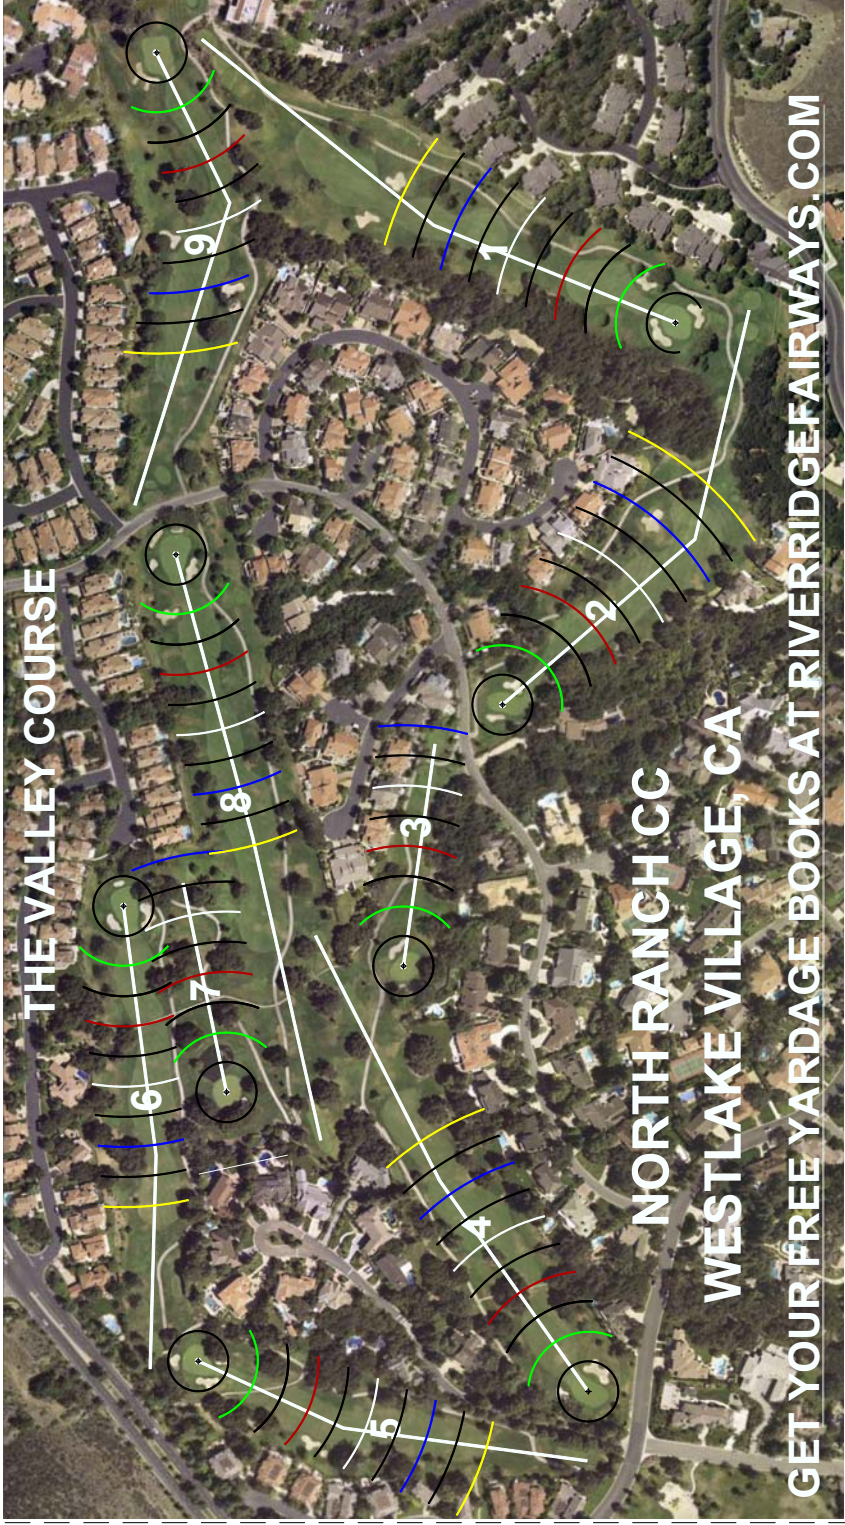 THE VALLEY COURSE
9
1
2
8
3
7
6
4
5
NORTH RANCH CC
WESTLAKE VILLAGE, CA
GET YOUR FREE YARDAGE BOOKS AT RIVERRIDGEFAIRWAYS.COM